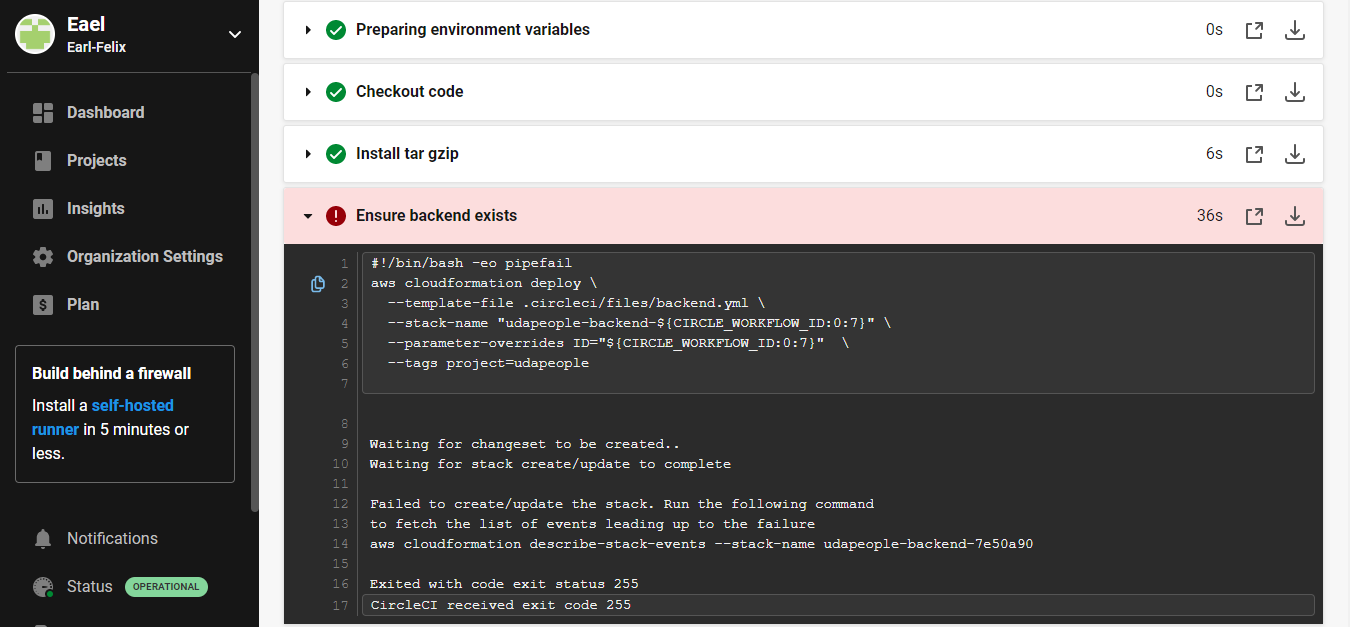 Eael
Earl-Felix
Dashboard
Projects
Insights
Organization Settings
Plan
Build behind a firewall
Install a self-hosted
runner in 5 minutes or
less.
Notifications
Status OPERATIONAL
Preparing environment variables 0s
Checkout code 0s
Install tar gzip 6s
Ensure backend exists 36s
1 #!/bin/bash -eo pipefail
2 aws cloudformation deploy \
3 --template-file .circleci/files/backend.yml \
4 --stack-name "udapeople-backend-${CIRCLE_WORKFLOW_ID:0:7}" \
5 --parameter-overrides ID="${CIRCLE_WORKFLOW_ID:0:7}"  \
6 --tags project=udapeople
7
8
9 Waiting for changeset to be created..
10 Waiting for stack create/update to complete
11
12 Failed to create/update the stack. Run the following command
13 to fetch the list of events leading up to the failure
14 aws cloudformation describe-stack-events --stack-name udapeople-backend-7e50a90
15
16 Exited with code exit status 255
17 CircleCI received exit code 255